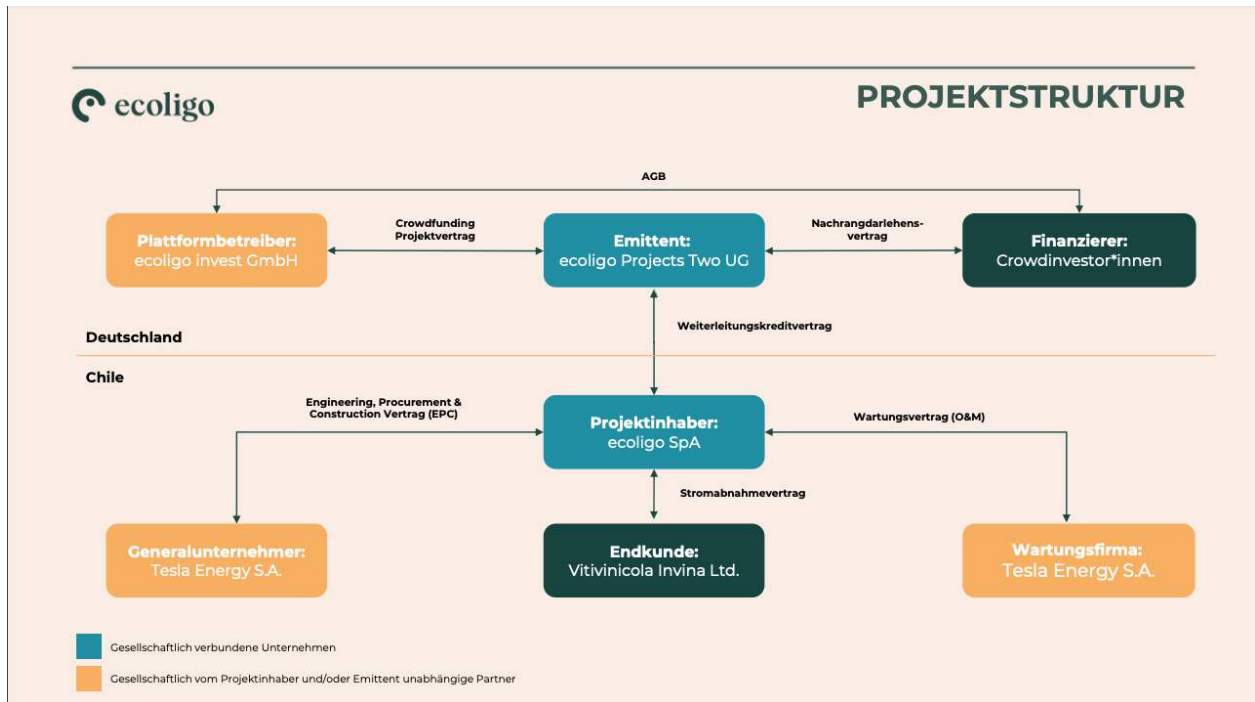 ecoligo
PROJEKTSTRUKTUR
AGB
Plattformbetreiber:
ecoligo invest GmbH
Crowdfunding
Projektvertrag
Emittent:
ecoligo Projects Two UG
Nachrangdarlehens-
vertrag
Finanzierer:
Crowdinvestor*innen
Weiterleitungskreditvertrag
Deutschland
Chile
Engineering, Procurement &
Construction Vertrag (EPC)
Projektinhaber:
ecoligo SpA
Wartungsvertrag (O&M)
Stromabnahmevertrag
Generalunternehmer:
Tesla Energy S.A.
Endkunde:
Vitivinicola Invina Ltd.
Wartungsfirma:
Tesla Energy S.A.
Gesellschaftlich verbundene Unternehmen
Gesellschaftlich vom Projektinhaber und/oder Emittent unabhängige Partner